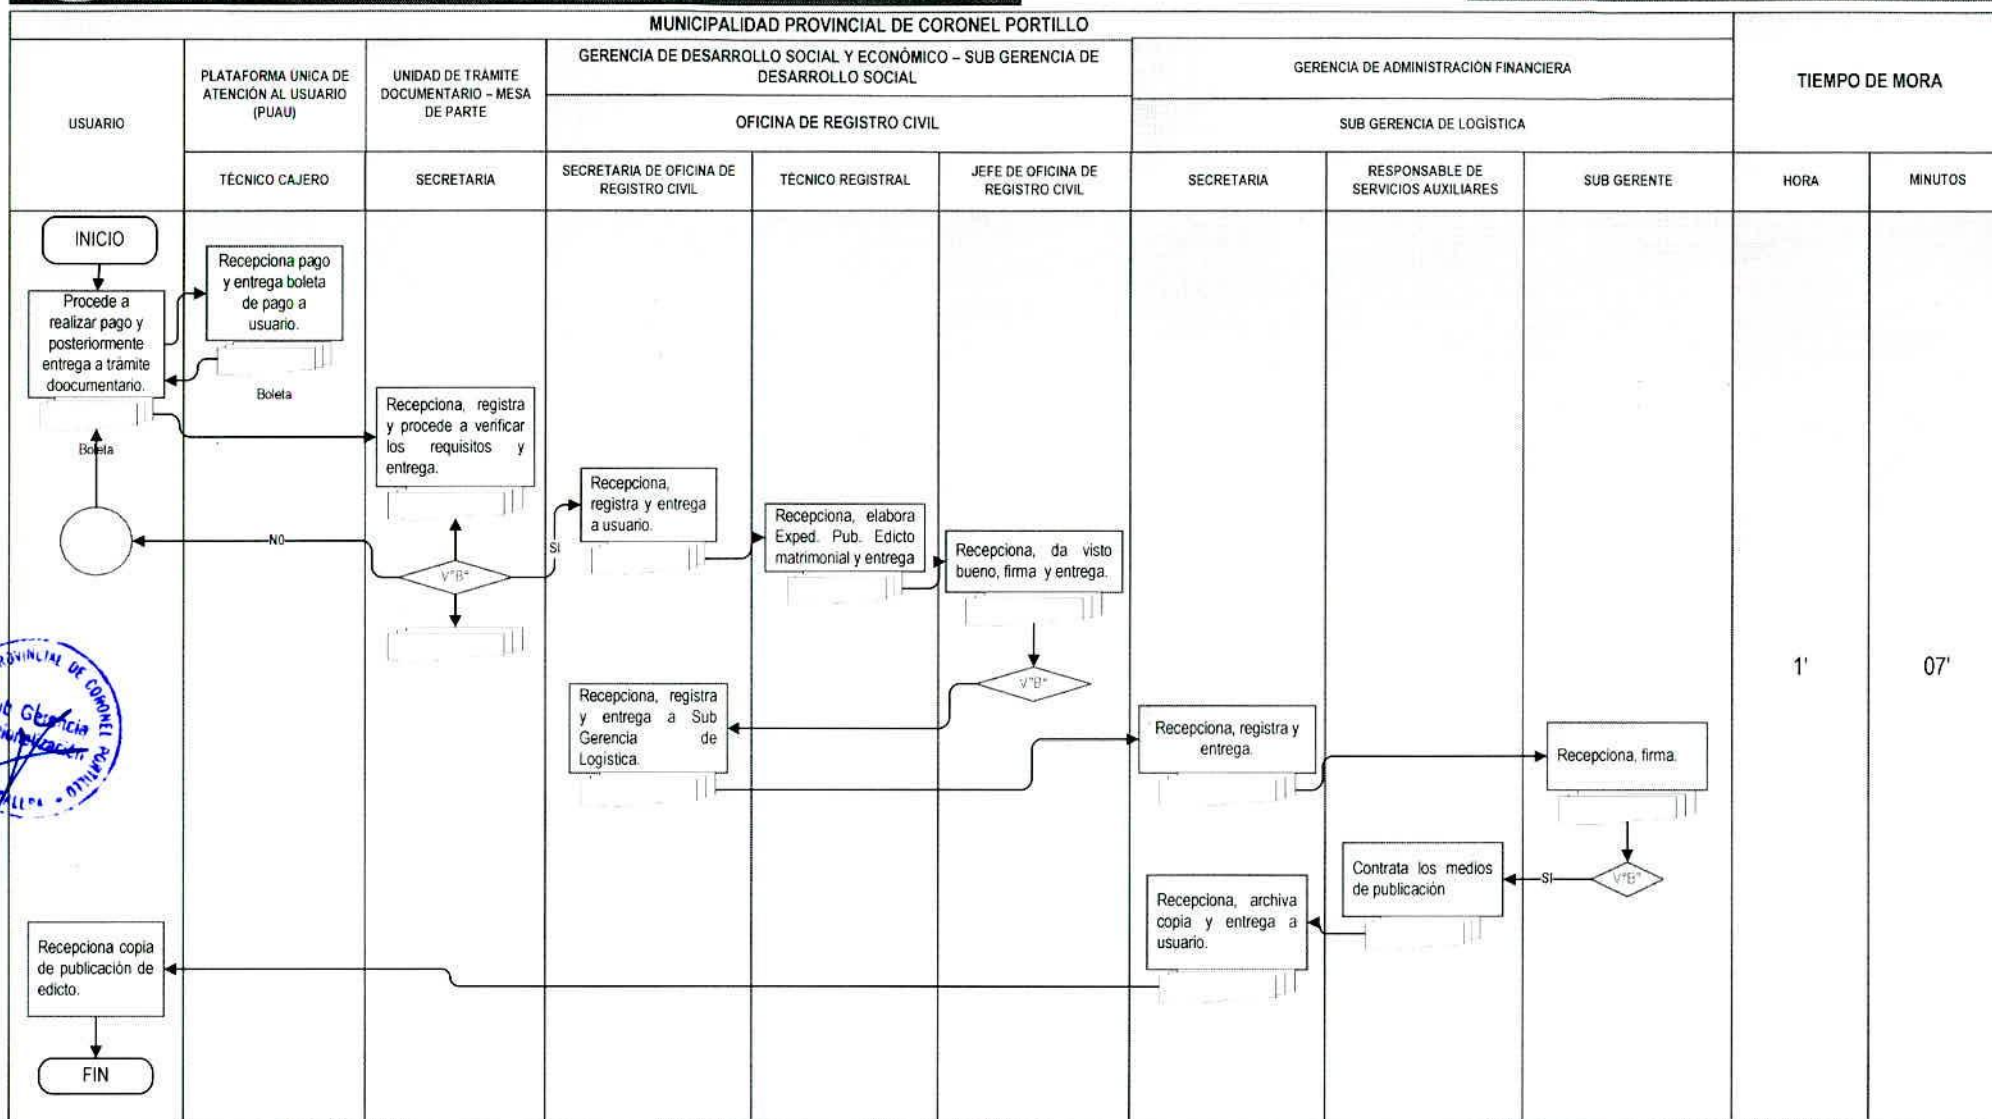 MUNICIPALIDAD PROVINCIAL DE CORONEL PORTILLO
USUARIO
PLATAFORMA ÚNICA DE
ATENCIÓN AL USUARIO
(PUAU)
UNIDAD DE TRÁMITE
DOCUMENTARIO – MESA
DE PARTE
GERENCIA DE DESARROLLO SOCIAL Y ECONÓMICO – SUB GERENCIA DE
DESARROLLO SOCIAL
OFICINA DE REGISTRO CIVIL
GERENCIA DE ADMINISTRACIÓN FINANCIERA
SUB GERENCIA DE LOGÍSTICA
TIEMPO DE MORA
TÉCNICO CAJERO
SECRETARIA
SECRETARIA DE OFICINA DE
REGISTRO CIVIL
TÉCNICO REGISTRAL
JEFE DE OFICINA DE
REGISTRO CIVIL
SECRETARIA
RESPONSABLE DE
SERVICIOS AUXILIARES
SUB GERENTE
HORA
MINUTOS
INICIO
Procede a
realizar pago y
posteriormente
entrega a trámite
doocumentario.
Boleta
Recepciona pago
y entrega boleta
de pago a
usuario.
Boleta
Recepciona, registra
y procede a verificar
los requisitos y
entrega.
V°B°
NO
SI
Recepciona,
registra y entrega
a usuario.
Recepciona, elabora
Exped. Pub. Edicto
matrimonial y entrega
Recepciona, da visto
bueno, firma y entrega.
V°B°
Recepciona, registra
y entrega a Sub
Gerencia de
Logística.
Recepciona, registra y
entrega.
Recepciona, firma.
V°B°
SI
Contrata los medios
de publicación
Recepciona, archiva
copia y entrega a
usuario.
Recepciona copia
de publicación de
edicto.
FIN
1'
07'
PROVINCIAL DE CORONEL PORTILLO
Gerencia